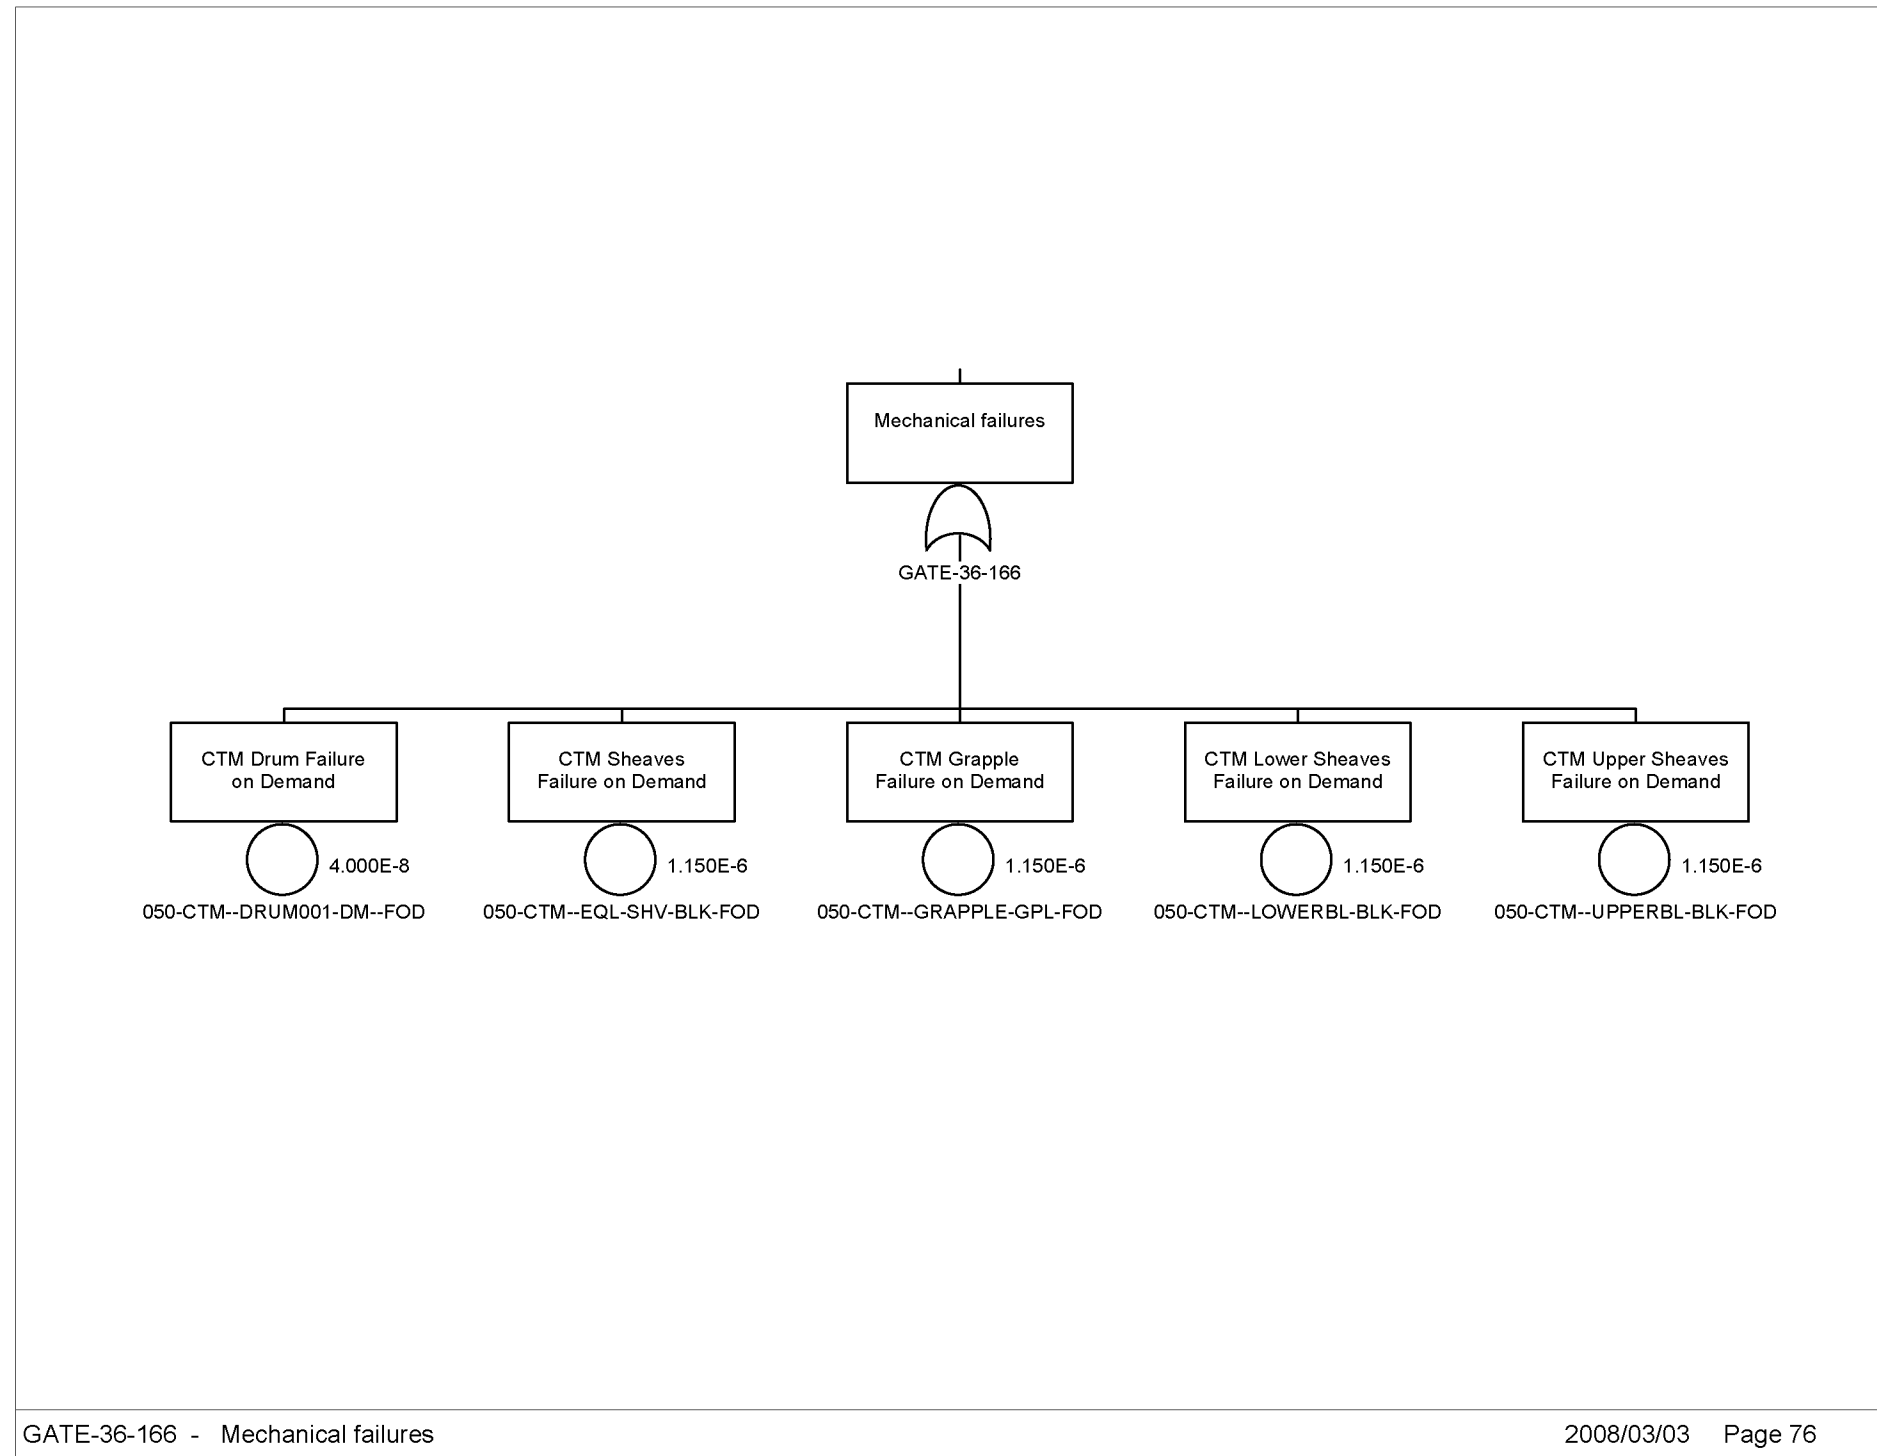 Mechanical failures
GATE-36-166
CTM Drum Failure
on Demand
CTM Sheaves
Failure on Demand
CTM Grapple
Failure on Demand
CTM Lower Sheaves
Failure on Demand
CTM Upper Sheaves
Failure on Demand
4.000E-8
1.150E-6
1.150E-6
1.150E-6
1.150E-6
050-CTM--DRUM001-DM--FOD
050-CTM--EQL-SHV-BLK-FOD
050-CTM--GRAPPLE-GPL-FOD
050-CTM--LOWERBL-BLK-FOD
050-CTM--UPPERBL-BLK-FOD
GATE-36-166 - Mechanical failures
2008/03/03 Page 76